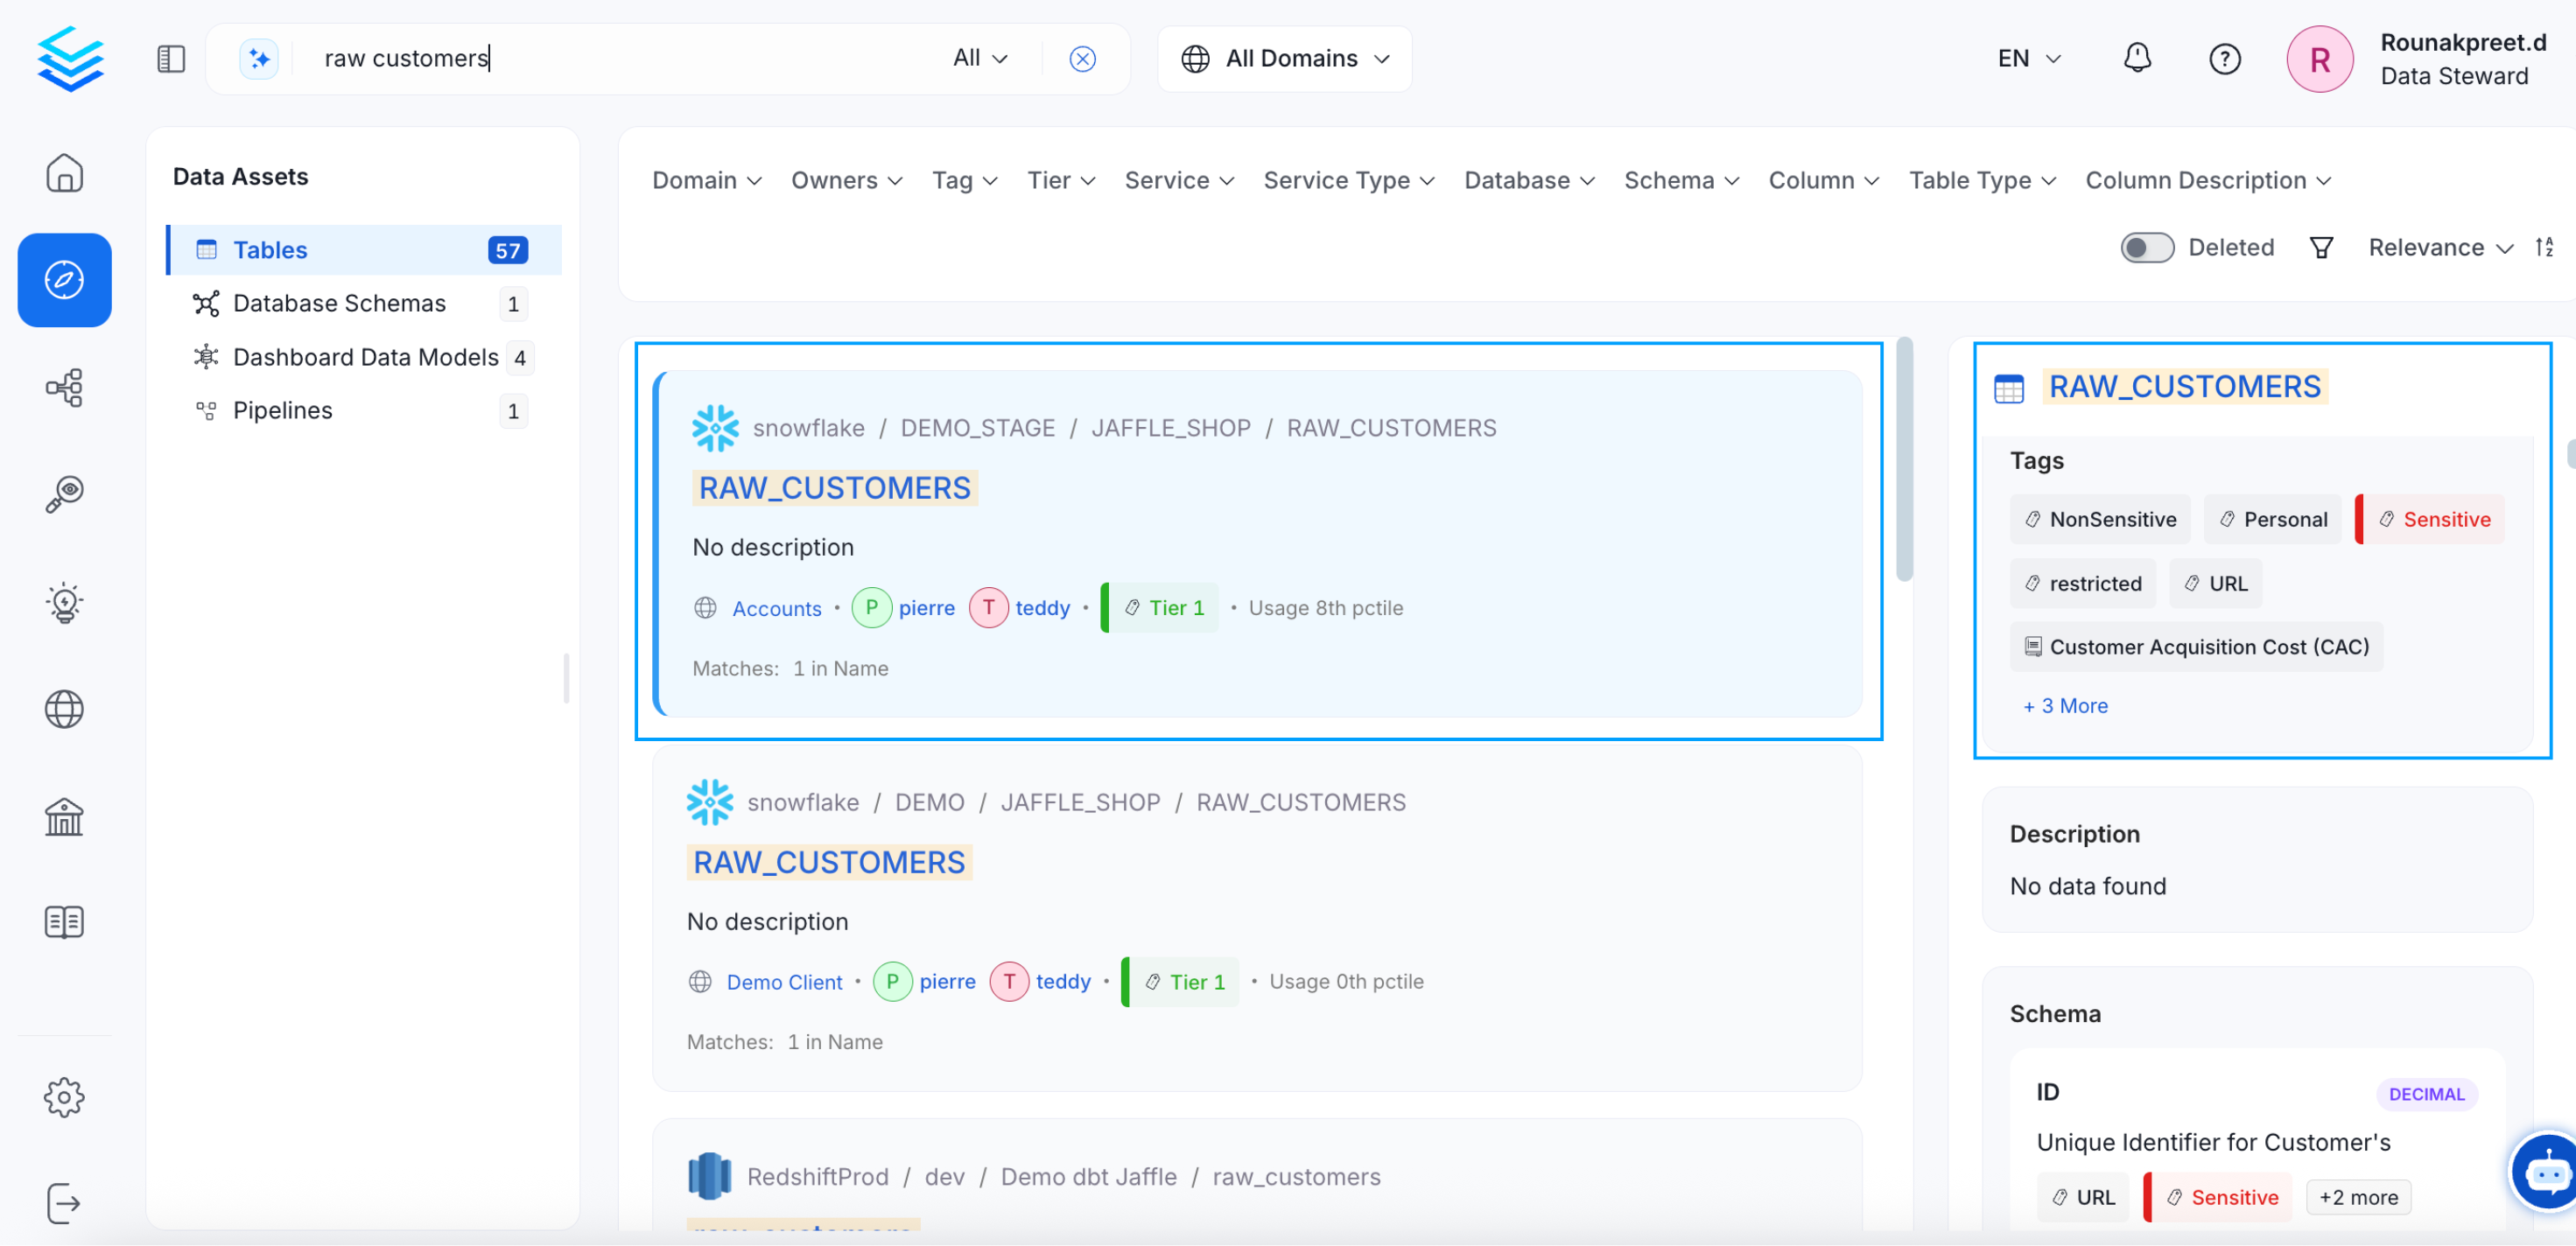 raw customers All All Domains EN Rounakpreet.d
Data Steward
R
Data Assets
Tables 57
Database Schemas 1
Dashboard Data Models 4
Pipelines 1
Domain Owners Tag Tier Service Service Type Database Schema Column Table Type Column Description
Deleted Relevance
snowflake / DEMO_STAGE / JAFFLE_SHOP / RAW_CUSTOMERS
RAW_CUSTOMERS
No description
Accounts • P pierre T teddy • Tier 1 • Usage 8th pctile
Matches: 1 in Name
snowflake / DEMO / JAFFLE_SHOP / RAW_CUSTOMERS
RAW_CUSTOMERS
No description
Demo Client • P pierre T teddy • Tier 1 • Usage 0th pctile
Matches: 1 in Name
RedshiftProd / dev / Demo dbt Jaffle / raw_customers
RAW_CUSTOMERS
Tags
NonSensitive Personal Sensitive
restricted URL
Customer Acquisition Cost (CAC)
+ 3 More
Description
No data found
Schema
ID DECIMAL
Unique Identifier for Customer's
URL Sensitive +2 more